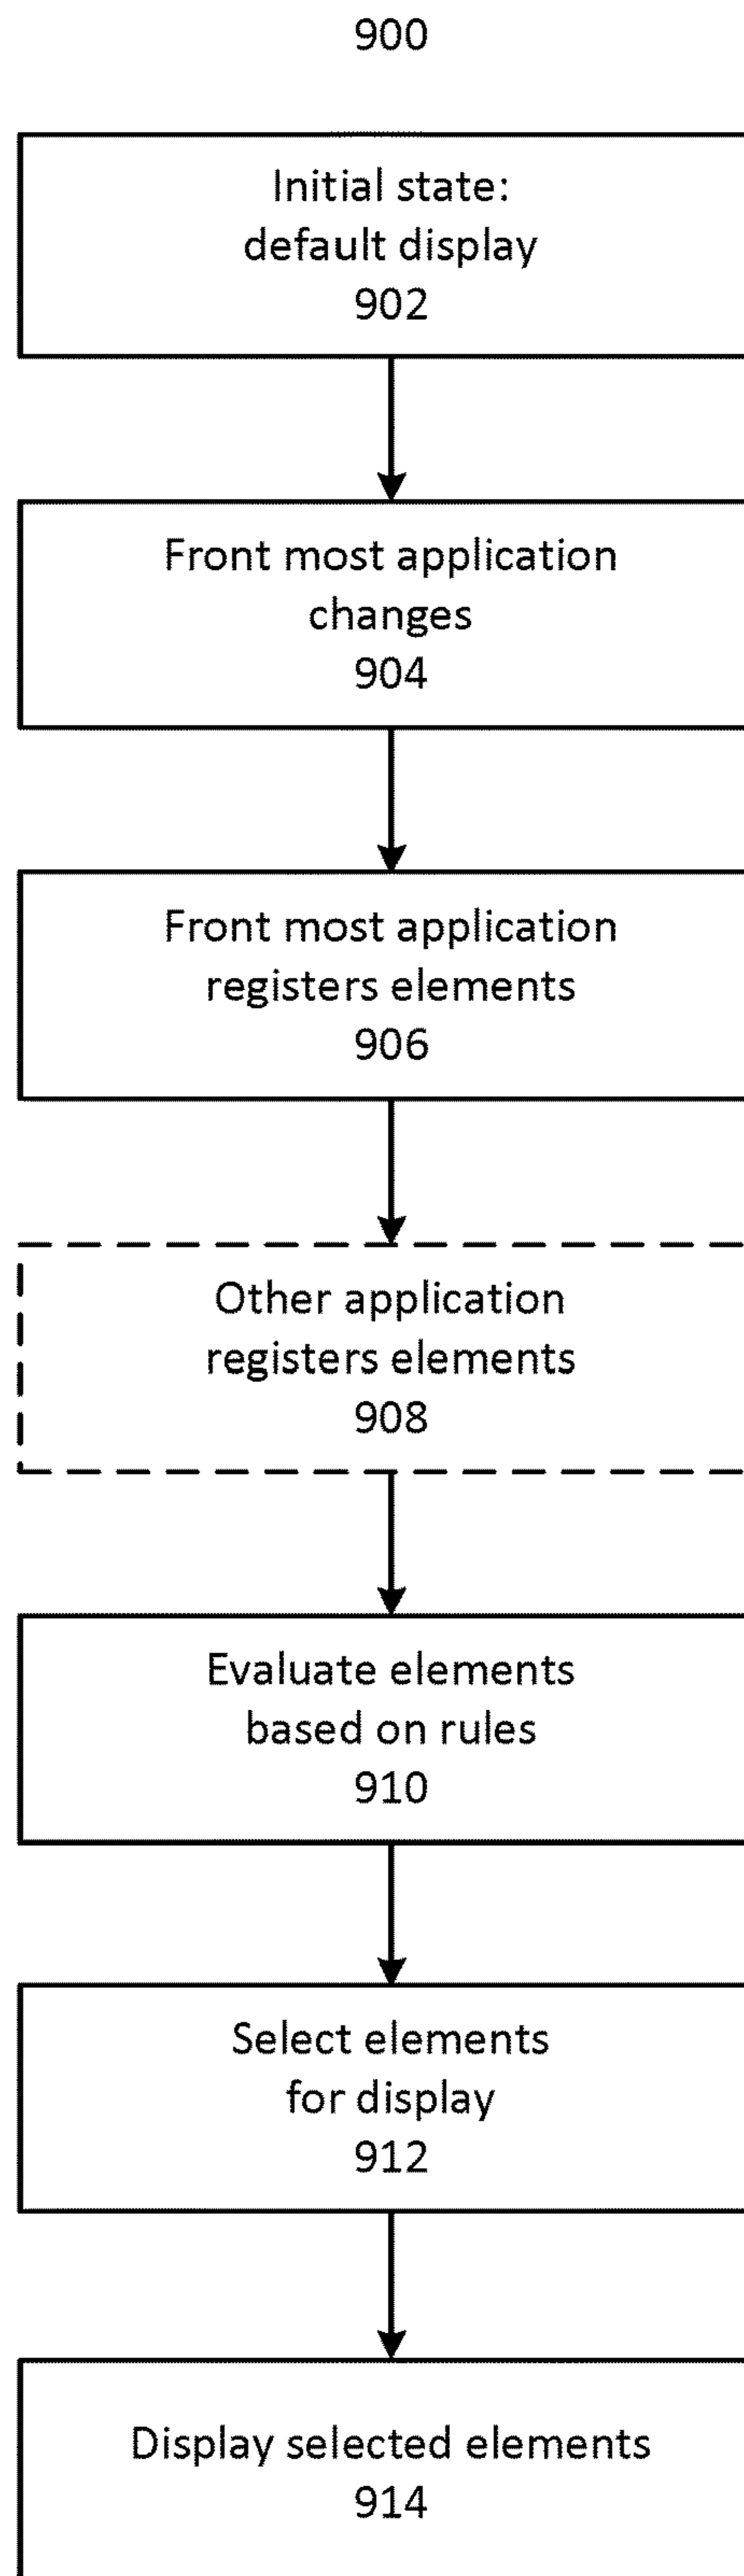 900
Initial state:
default display
902
Front most application
changes
904
Front most application
registers elements
906
Other application
registers elements
908
Evaluate elements
based on rules
910
Select elements
for display
912
Display selected elements
914